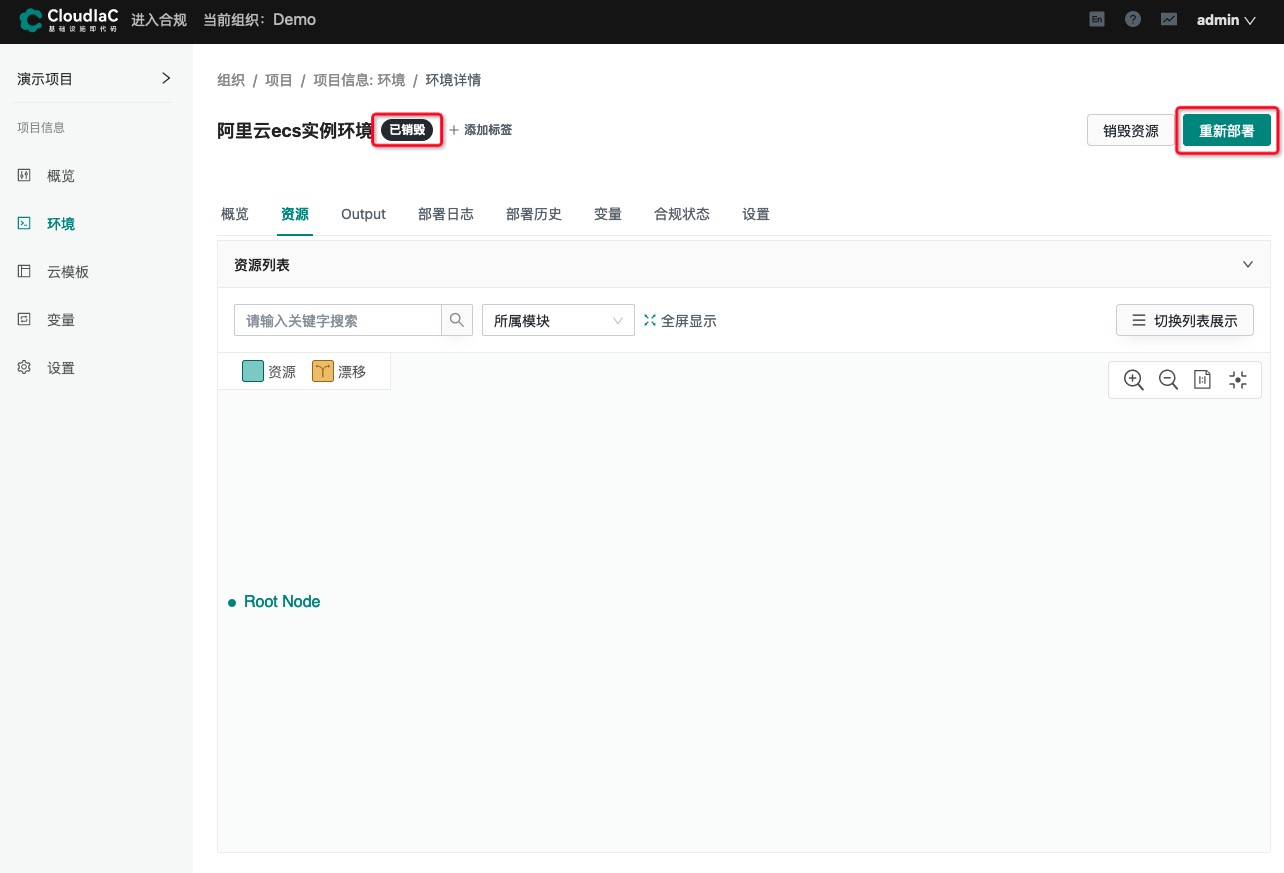 CloudIaC
基础设施即代码
进入合规
当前组织：Demo
En
admin
演示项目
项目信息
概览
环境
云模板
变量
设置
组织 / 项目 / 项目信息: 环境 / 环境详情
阿里云ecs实例环境 已销毁 + 添加标签
销毁资源
重新部署
概览 资源 Output 部署日志 部署历史 变量 合规状态 设置
资源列表
请输入关键字搜索
所属模块
全屏显示
切换列表展示
资源 漂移
Root Node